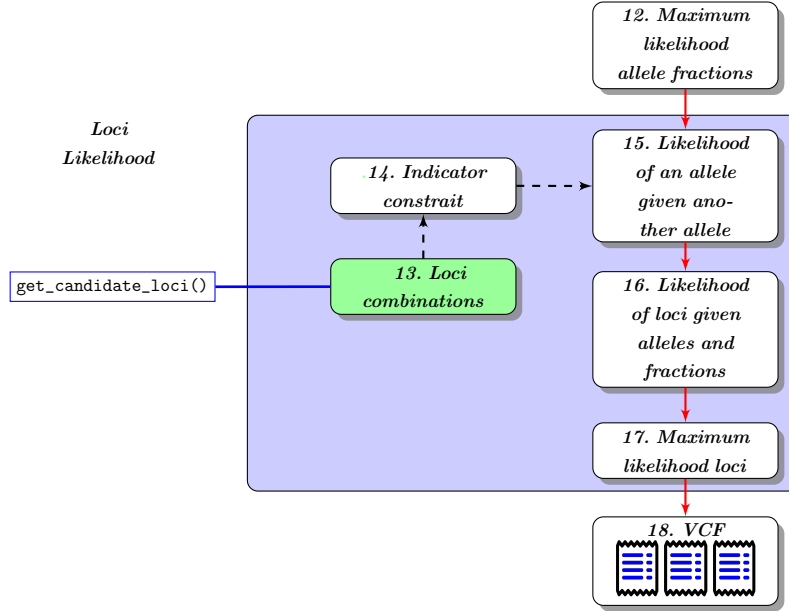 12. Maximum
likelihood
allele fractions
Loci
Likelihood
15. Likelihood
of an allele
given ano-
ther allele
14. Indicator
constrait
13. Loci
combinations
get_candidate_loci()
16. Likelihood
of loci given
alleles and
fractions
17. Maximum
likelihood loci
18. VCF